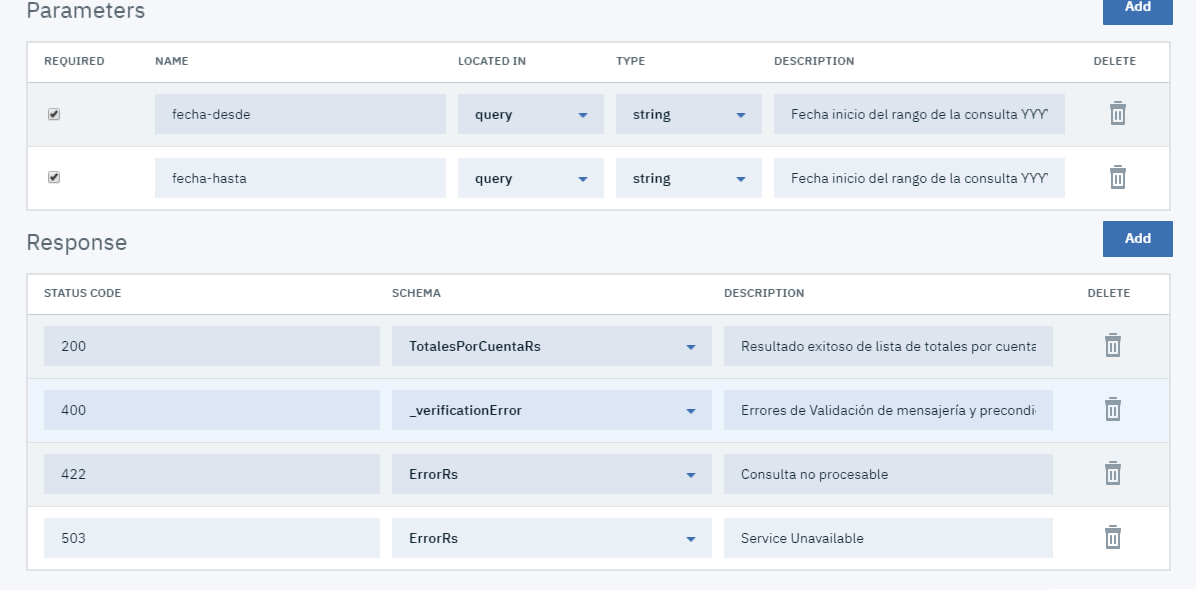 Parameters
Add
REQUIRED NAME LOCATED IN TYPE DESCRIPTION DELETE
fecha-desde query string Fecha inicio del rango de la consulta YYY
fecha-hasta query string Fecha inicio del rango de la consulta YYY
Response
Add
STATUS CODE SCHEMA DESCRIPTION DELETE
200 TotalesPorCuentaRs Resultado exitoso de lista de totales por cuenta
400 _verificationError Errores de Validación de mensajería y precondi
422 ErrorRs Consulta no procesable
503 ErrorRs Service Unavailable